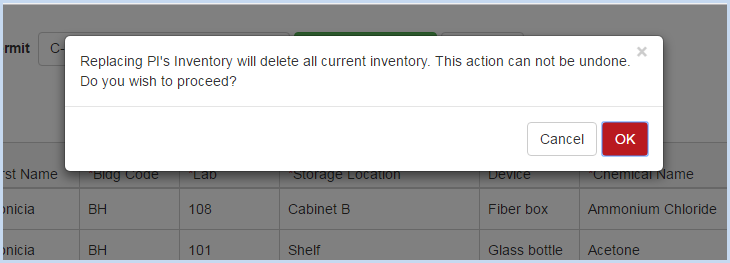 rmit C-
×
Replacing PI's Inventory will delete all current inventory. This action can not be undone.
Do you wish to proceed?
Cancel OK
rst Name *Bldg Code *Lab *Storage Location Device *Chemical Name
onicia BH 108 Cabinet B Fiber box Ammonium Chloride
onicia BH 101 Shelf Glass bottle Acetone